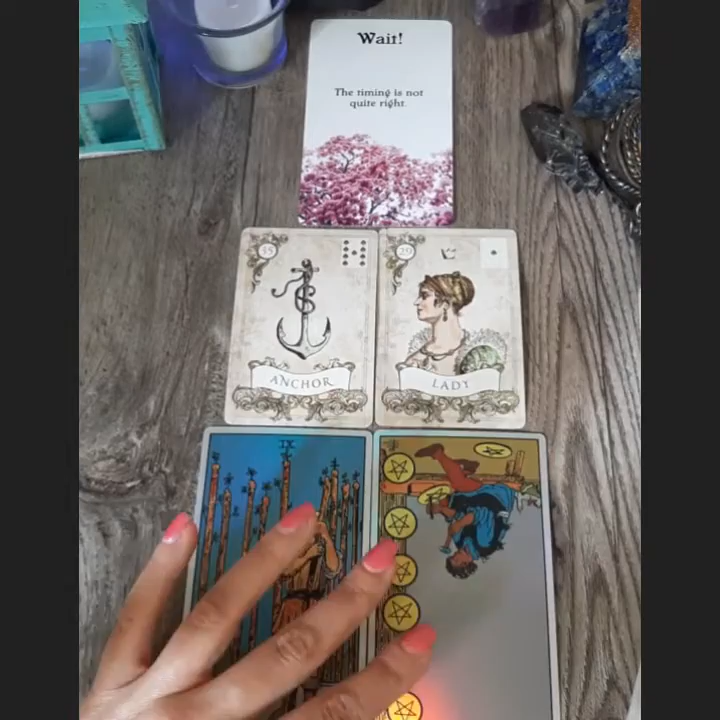 Wait!
The timing is not
quite right.
35
29
ANCHOR
LADY
IX